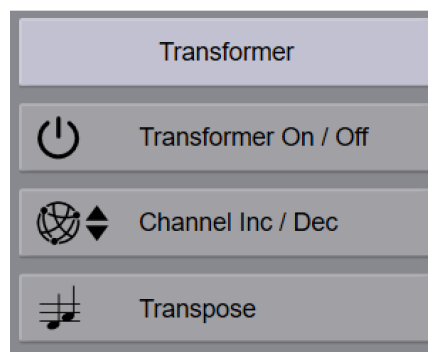 Transformer
Transformer On / Off
Channel Inc / Dec
Transpose